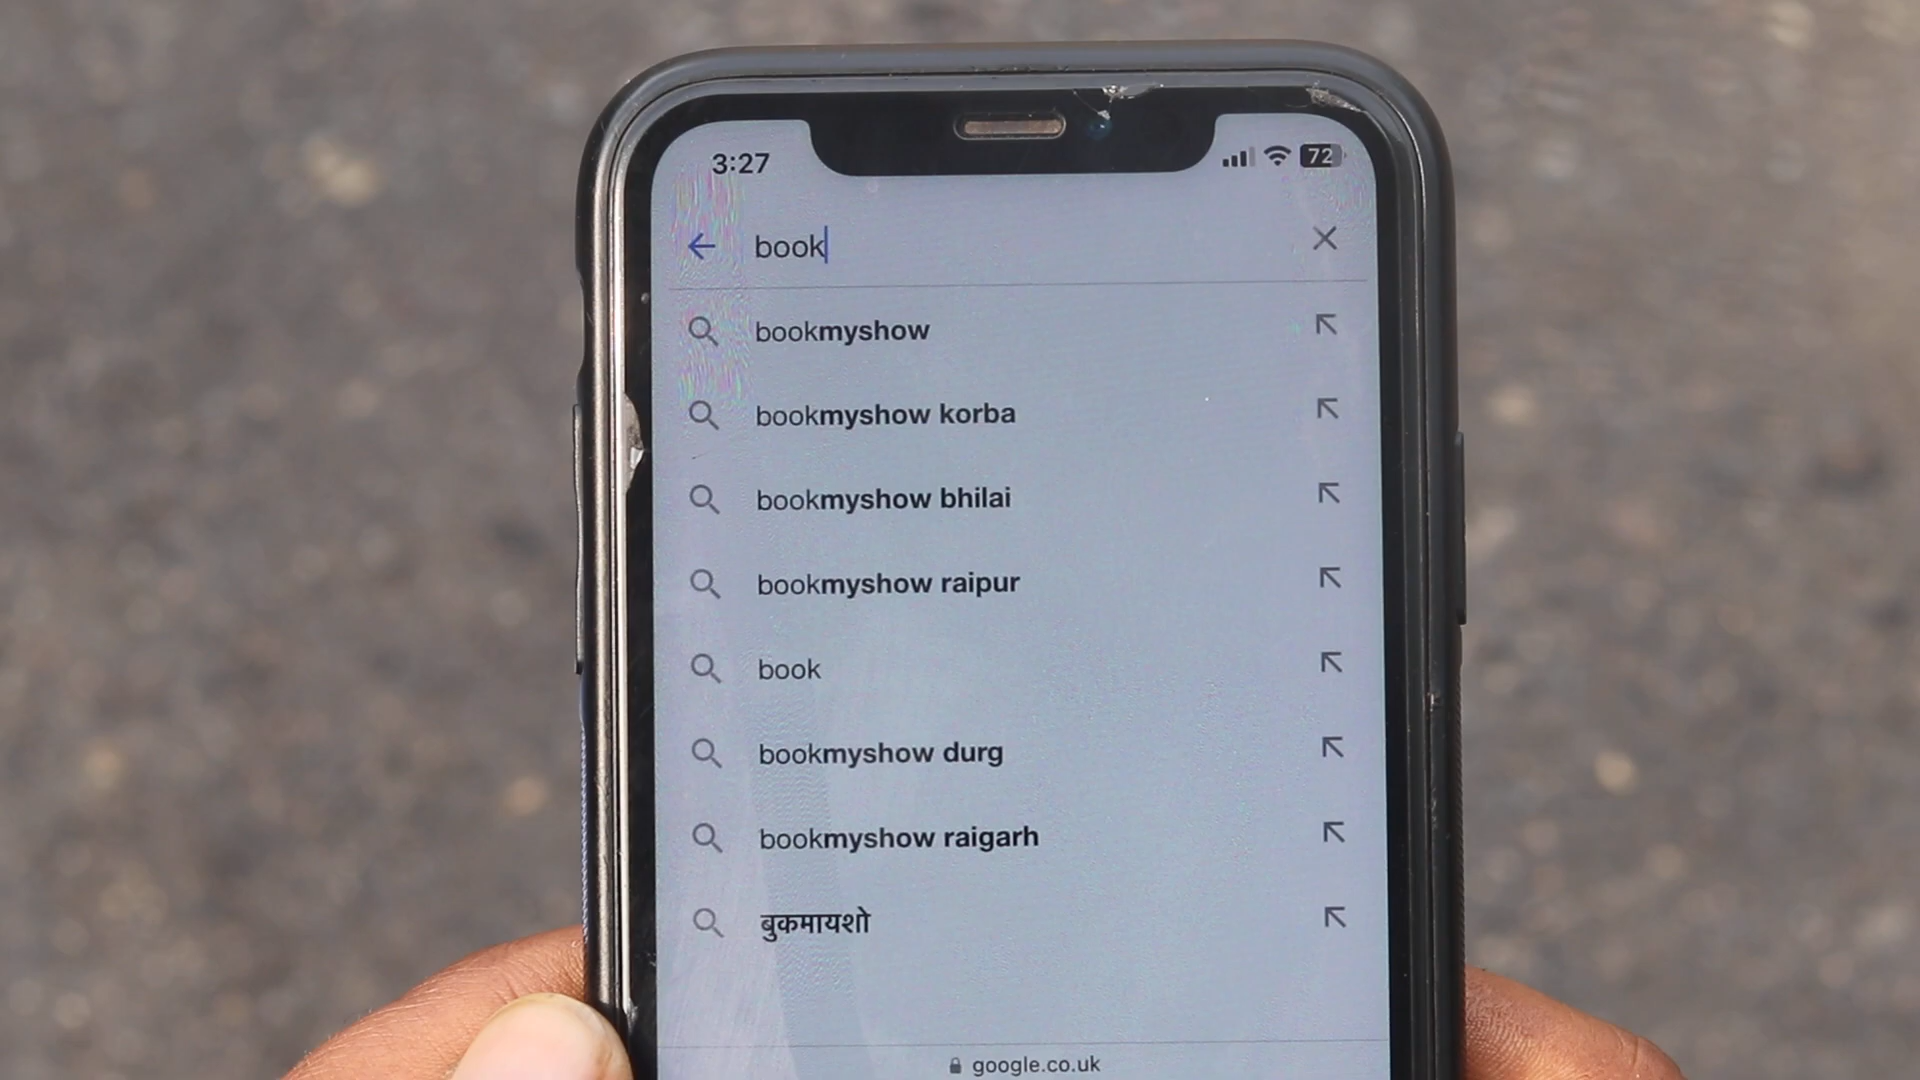 3:27
72
book
bookmyshow
bookmyshow korba
bookmyshow bhilai
bookmyshow raipur
book
bookmyshow durg
bookmyshow raigarh
बुकमायशो
google.co.uk